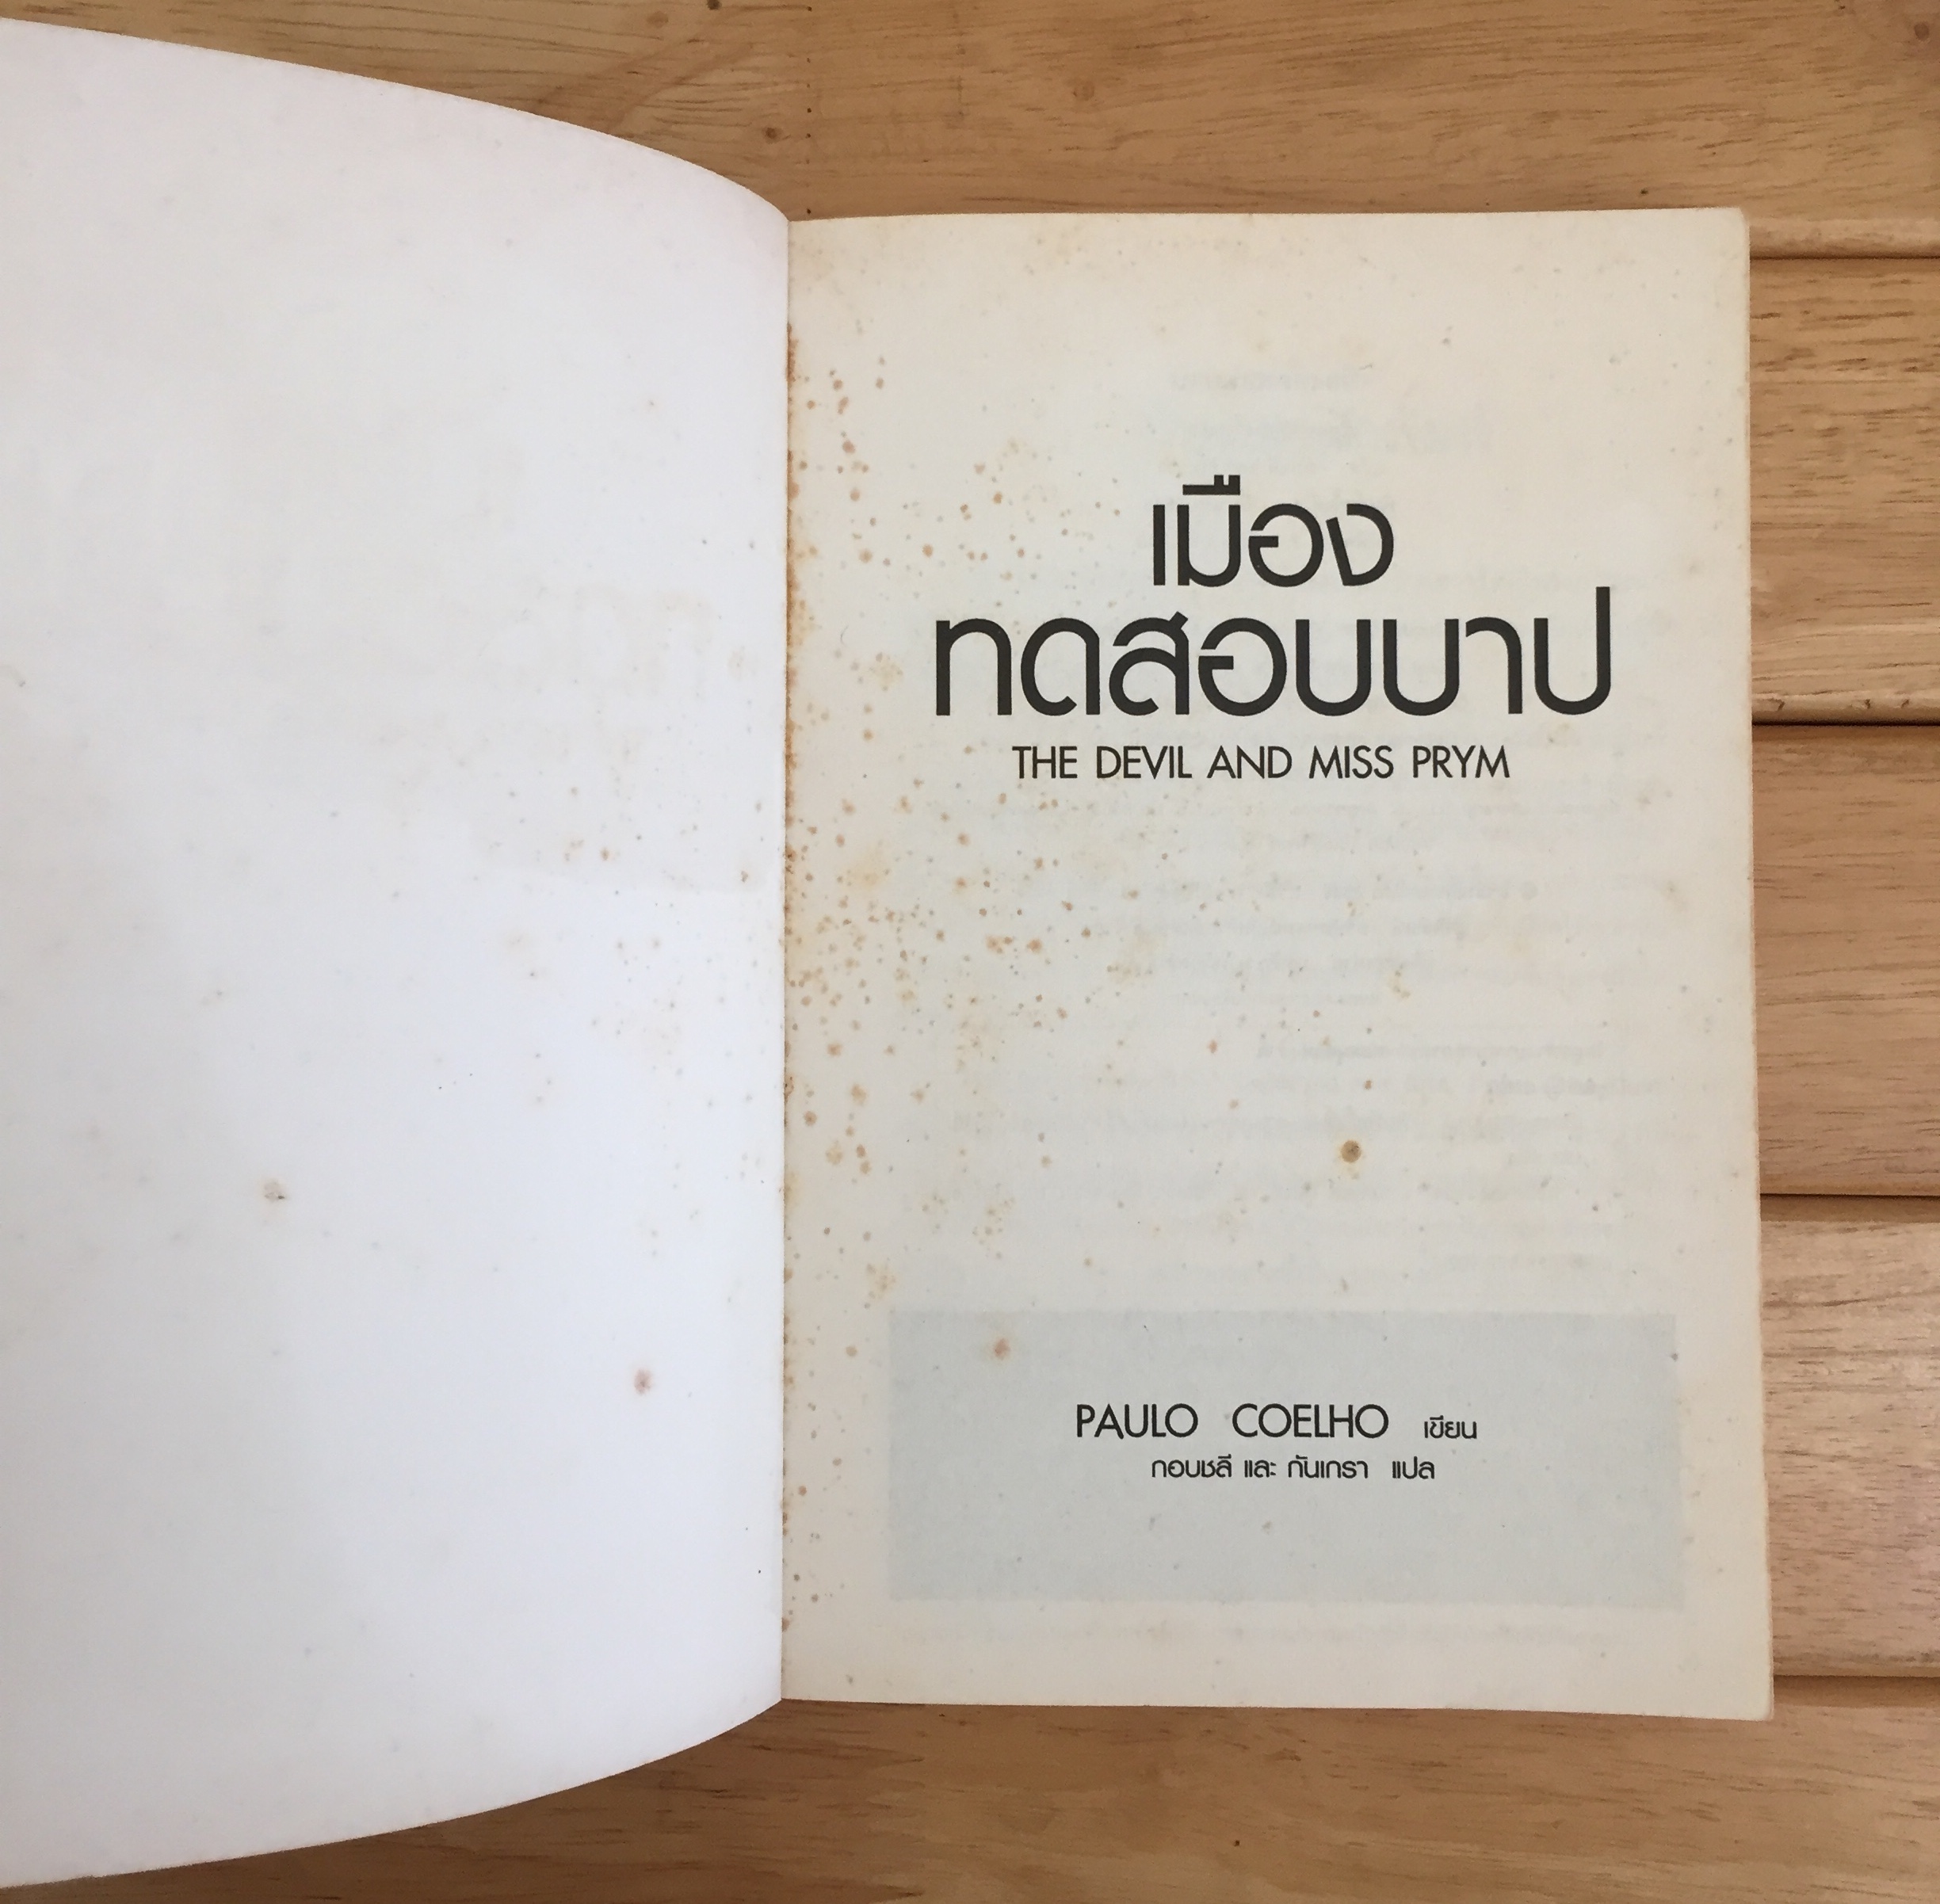 เมือง
ทดสอบบาป
THE DEVIL AND MISS PRYM
PAULO COELHO เขียน
กอบชลี และ กันเกรา แปล